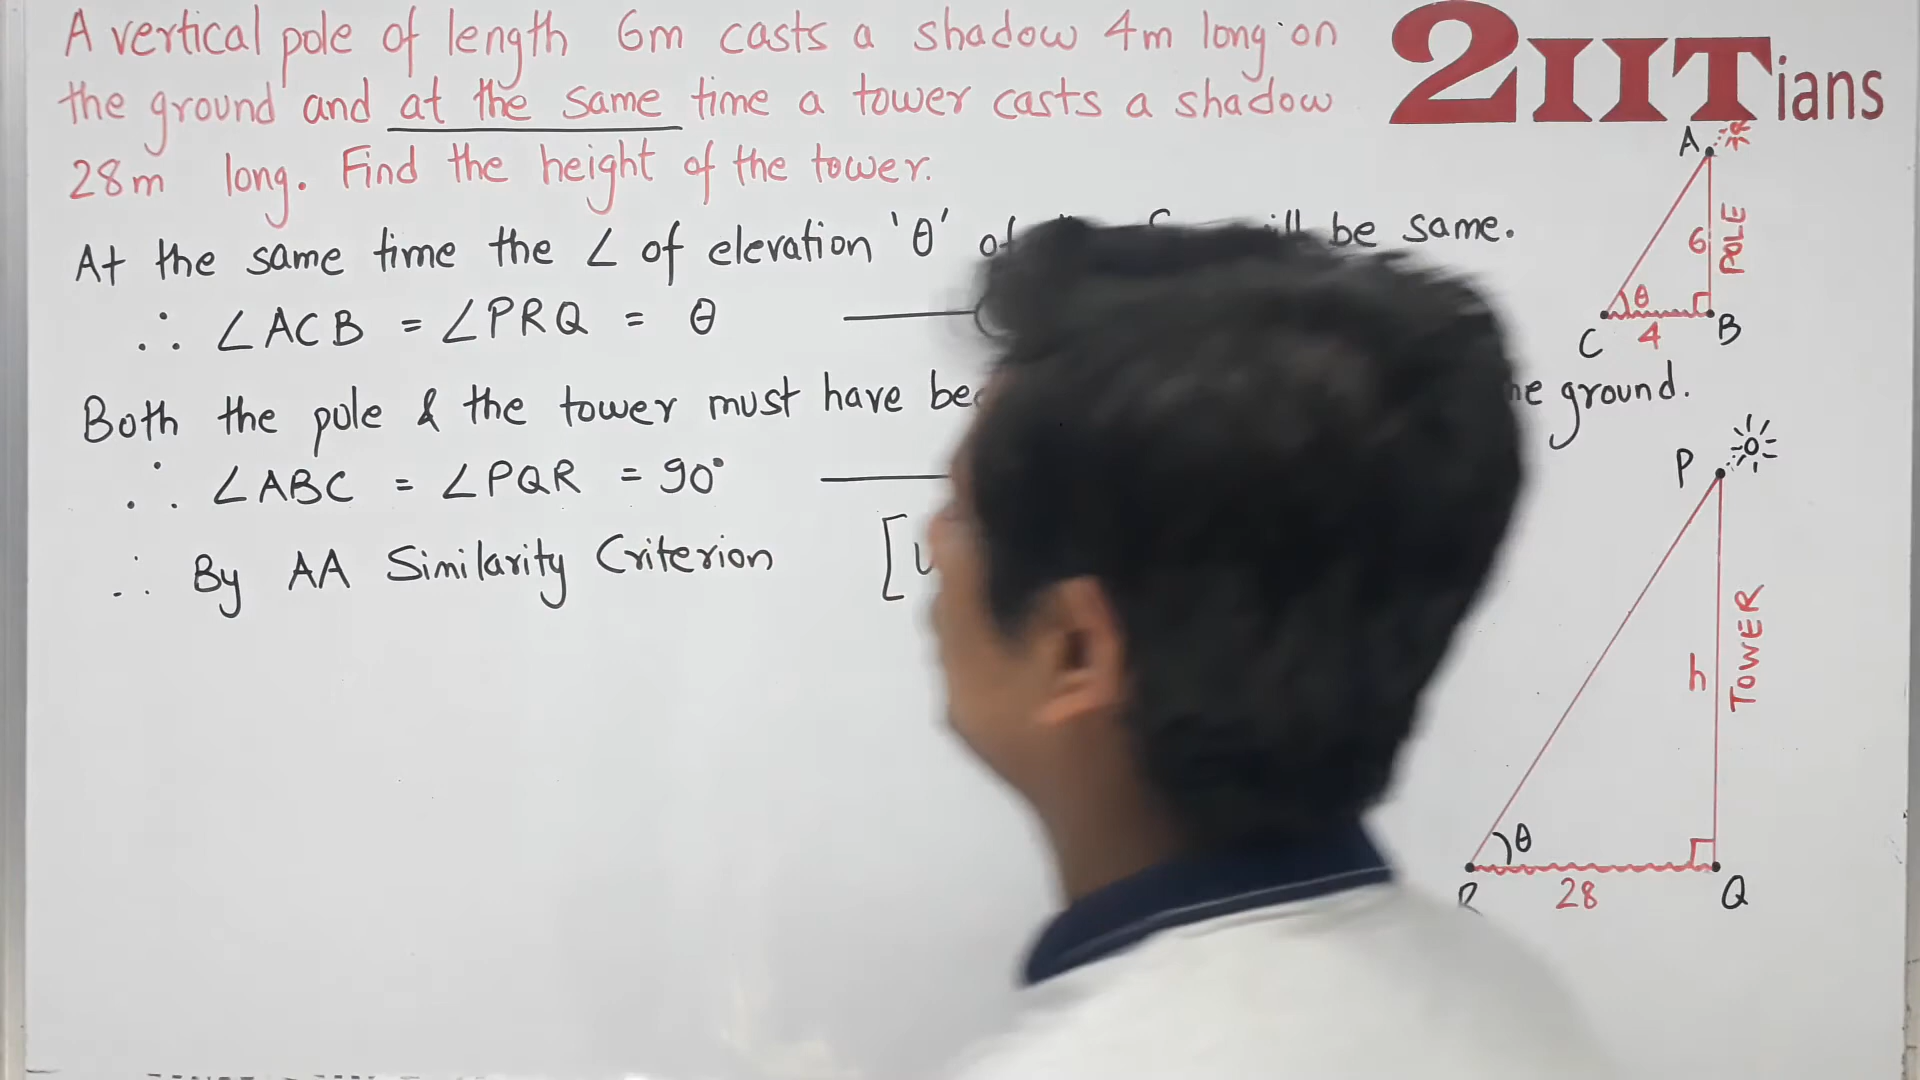 A vertical pole of length 6m casts a shadow 4m long on
the ground and at the same time a tower casts a shadow
28m long. Find the height of the tower.
At the same time the ∠ of elevation 'θ' of be same.
∴ ∠ACB = ∠PRQ = θ
Both the pole & the tower must have ground.
∴ ∠ABC = ∠PQR = 90°
∴ By AA Similarity Criterion [
2IITians
A
6
POLE
θ
C 4 B
P
h
TOWER
θ
R 28 Q